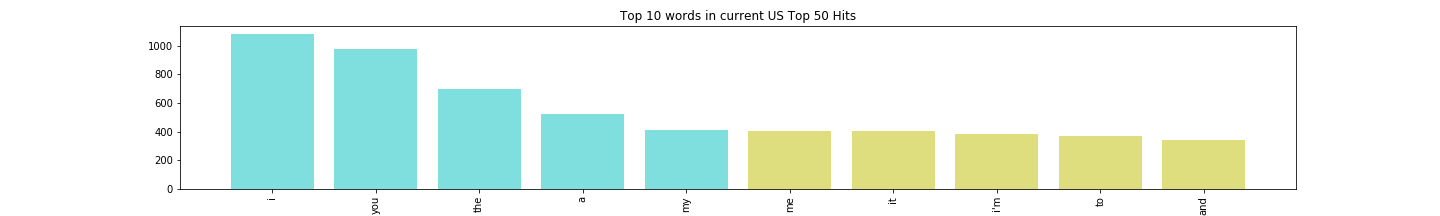 Top 10 words in current US Top 50 Hits
1000
800
600
400
200
0
i
you
the
a
my
me
it
i'm
to
and